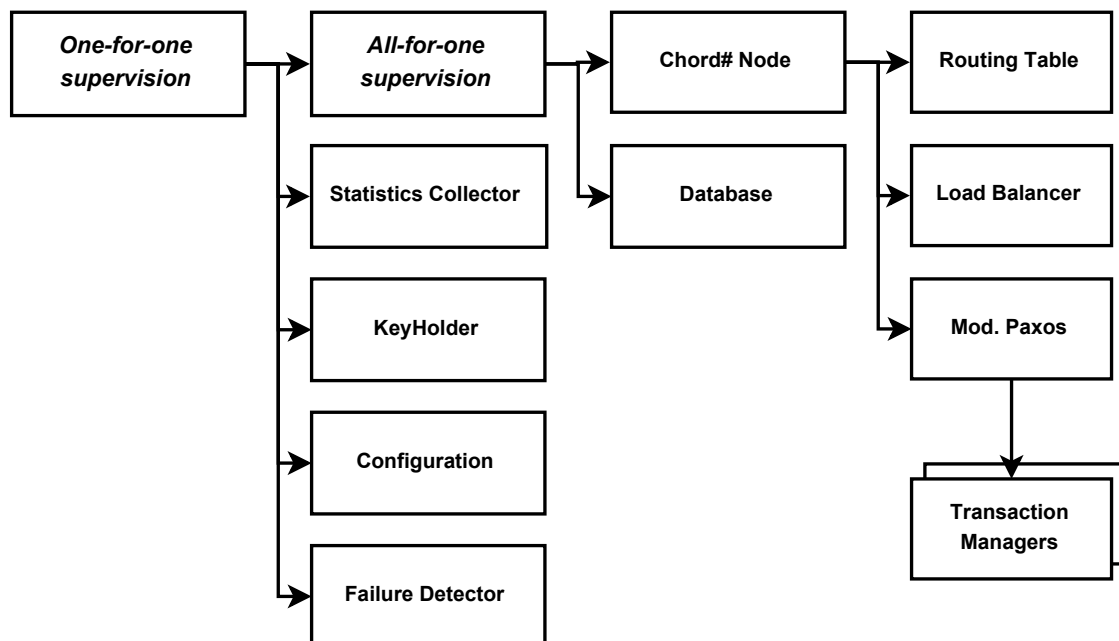 One-for-one
supervision
All-for-one
supervision
Chord# Node
Routing Table
Statistics Collector
Database
Load Balancer
KeyHolder
Mod. Paxos
Configuration
Transaction
Managers
Failure Detector